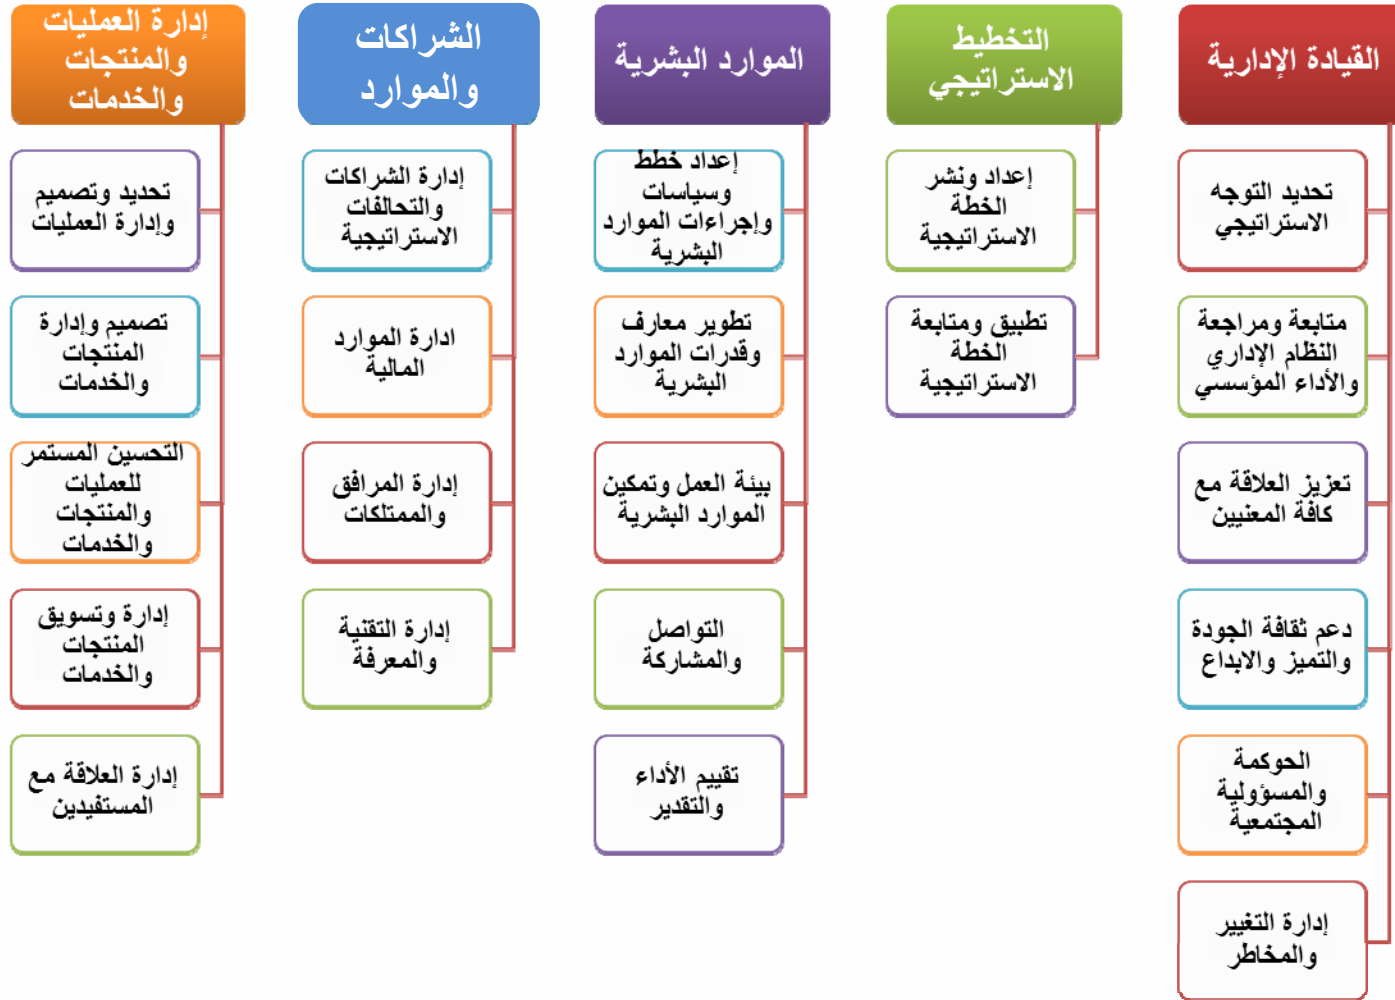 القيادة الإدارية
تحديد التوجه
الاستراتيجي
متابعة ومراجعة
النظام الإداري
والأداء المؤسسي
تعزيز العلاقة مع
كافة المعنيين
دعم ثقافة الجودة
والتميز والابداع
الحوكمة
والمسؤولية
المجتمعية
إدارة التغيير
والمخاطر
التخطيط
الاستراتيجي
إعداد ونشر
الخطة
الاستراتيجية
تطبيق ومتابعة
الخطة
الاستراتيجية
الموارد البشرية
إعداد خطط
وسياسات
وإجراءات الموارد
البشرية
تطوير معارف
وقدرات الموارد
البشرية
بيئة العمل وتمكين
الموارد البشرية
التواصل
والمشاركة
تقييم الأداء
والتقدير
الشراكات
والموارد
إدارة الشراكات
والتحالفات
الاستراتيجية
ادارة الموارد
المالية
إدارة المرافق
والممتلكات
إدارة التقنية
والمعرفة
إدارة العمليات
والمنتجات
والخدمات
تحديد وتصميم
وإدارة العمليات
تصميم وإدارة
المنتجات
والخدمات
التحسين المستمر
للعمليات
والمنتجات
والخدمات
إدارة وتسويق
المنتجات
والخدمات
إدارة العلاقة مع
المستفيدين